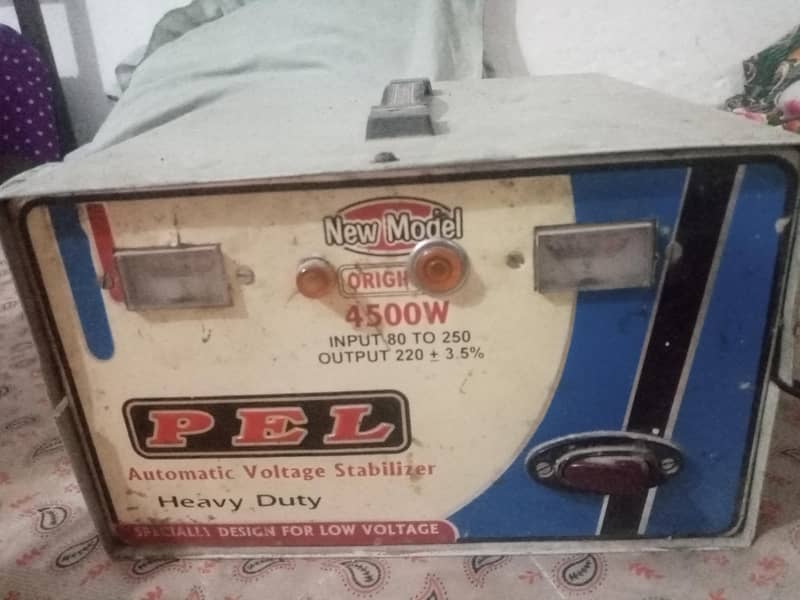 New Model
ORIGI
4500W
INPUT 80 TO 250
OUTPUT 220 ± 3.5%
PEL
Automatic Voltage Stabilizer
Heavy Duty
SPECIALLY DESIGN FOR LOW VOLTAGE